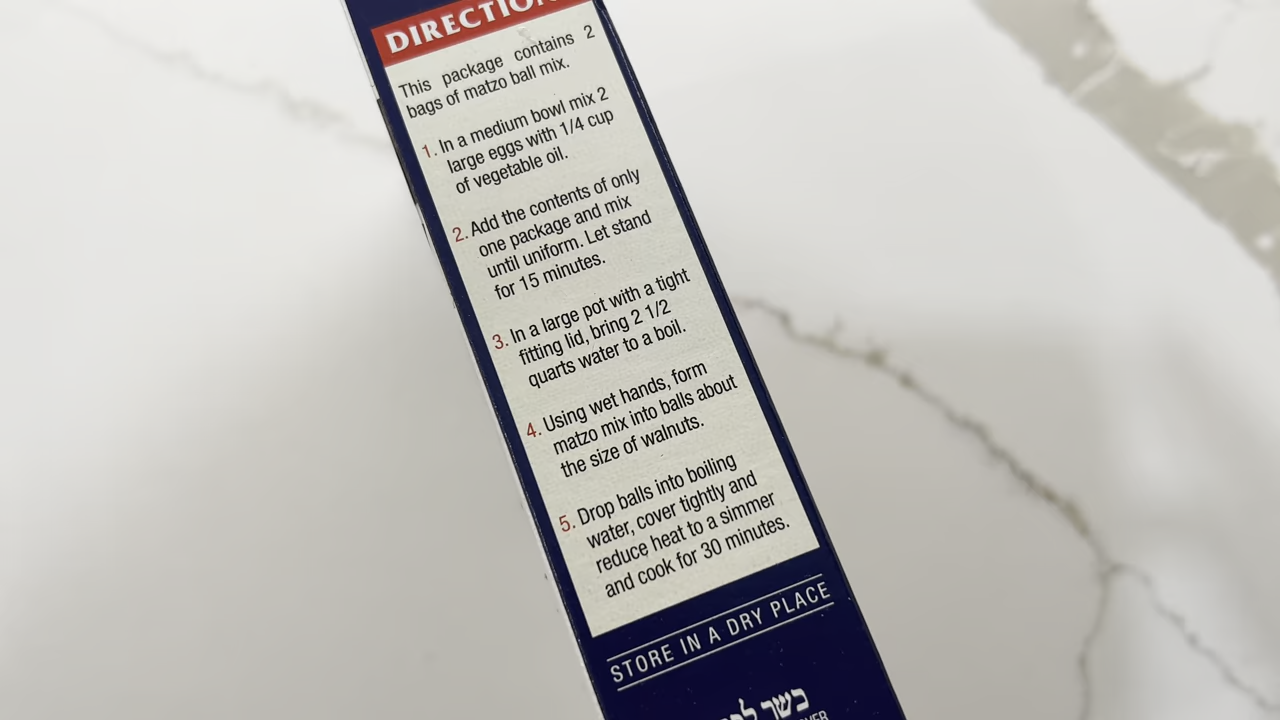 This package contains 2
bags of matzo ball mix.
1. In a medium bowl mix 2
large eggs with 1/4 cup
of vegetable oil.
2. Add the contents of only
one package and mix
until uniform. Let stand
for 15 minutes.
3. In a large pot with a tight
fitting lid, bring 2 1/2
quarts water to a boil.
4. Using wet hands, form
matzo mix into balls about
the size of walnuts.
5. Drop balls into boiling
water, cover tightly and
reduce heat to a simmer
and cook for 30 minutes.
STORE IN A DRY PLACE
כשר